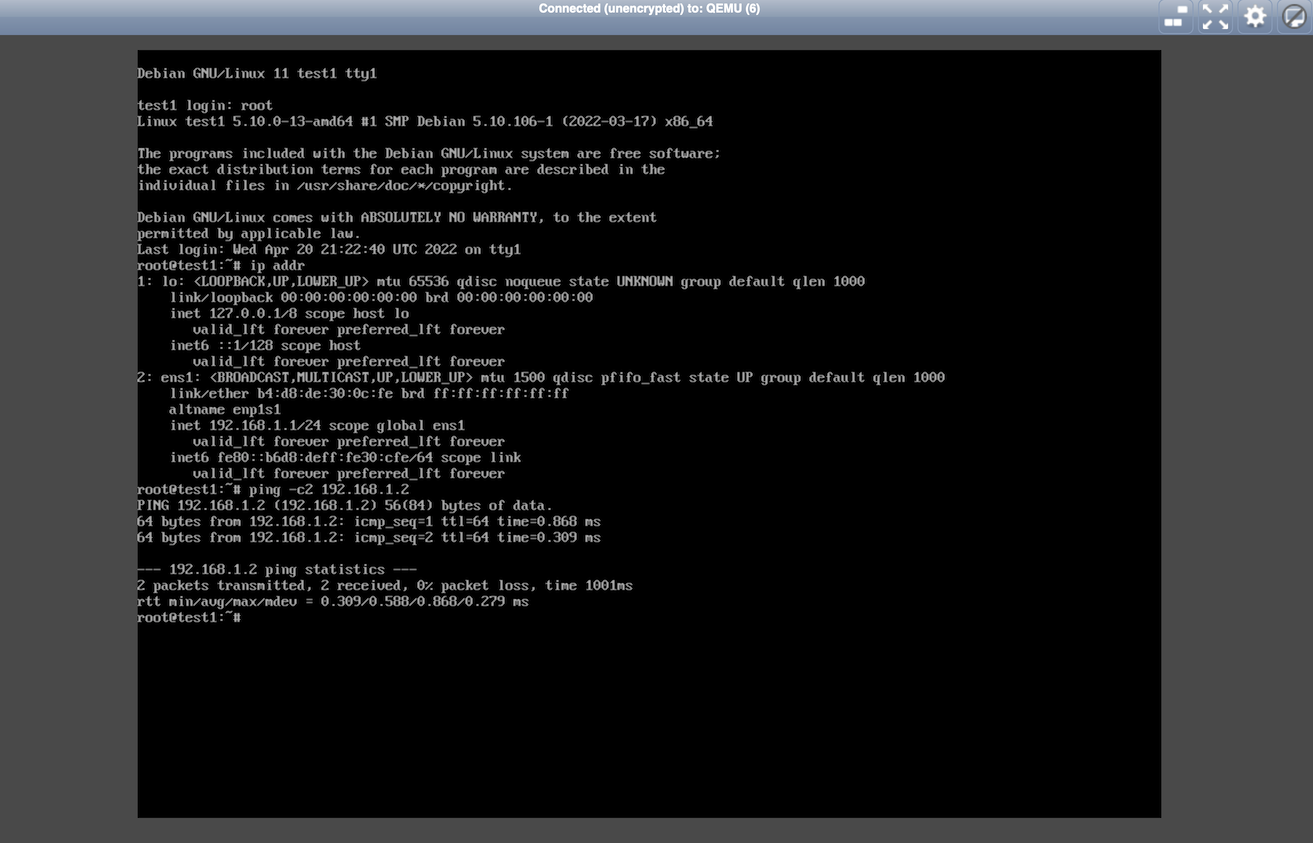 Connected (unencrypted) to: QEMU (6)
Debian GNU/Linux 11 test1 tty1
test1 login: root
Linux test1 5.10.0-13-amd64 #1 SMP Debian 5.10.106-1 (2022-03-17) x86_64
The programs included with the Debian GNU/Linux system are free software;
the exact distribution terms for each program are described in the
individual files in /usr/share/doc/*/copyright.
Debian GNU/Linux comes with ABSOLUTELY NO WARRANTY, to the extent
permitted by applicable law.
Last login: Wed Apr 20 21:22:40 UTC 2022 on tty1
root@test1:~# ip addr
1: lo: <LOOPBACK,UP,LOWER_UP> mtu 65536 qdisc noqueue state UNKNOWN group default qlen 1000
    link/loopback 00:00:00:00:00:00 brd 00:00:00:00:00:00
    inet 127.0.0.1/8 scope host lo
       valid_lft forever preferred_lft forever
    inet6 ::1/128 scope host
       valid_lft forever preferred_lft forever
2: ens1: <BROADCAST,MULTICAST,UP,LOWER_UP> mtu 1500 qdisc pfifo_fast state UP group default qlen 1000
    link/ether b4:d8:de:30:0c:fe brd ff:ff:ff:ff:ff:ff
    altname enp1s1
    inet 192.168.1.1/24 scope global ens1
       valid_lft forever preferred_lft forever
    inet6 fe80::b6d8:deff:fe30:cfe/64 scope link
       valid_lft forever preferred_lft forever
root@test1:~# ping -c2 192.168.1.2
PING 192.168.1.2 (192.168.1.2) 56(84) bytes of data.
64 bytes from 192.168.1.2: icmp_seq=1 ttl=64 time=0.868 ms
64 bytes from 192.168.1.2: icmp_seq=2 ttl=64 time=0.309 ms
--- 192.168.1.2 ping statistics ---
2 packets transmitted, 2 received, 0% packet loss, time 1001ms
rtt min/avg/max/mdev = 0.309/0.588/0.868/0.279 ms
root@test1:~#